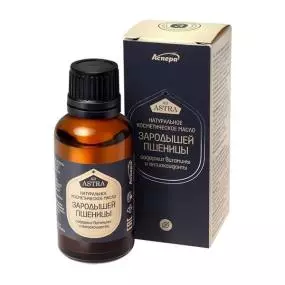 Аспера
ASTRA
НАТУРАЛЬНОЕ
КОСМЕТИЧЕСКОЕ МАСЛО
ЗАРОДЫШЕЙ
ПШЕНИЦЫ
содержит витамины
и антиоксиданты
ASTRA
НАТУРАЛЬНОЕ
КОСМЕТИЧЕСКОЕ МАСЛО
ЗАРОДЫШЕЙ
ПШЕНИЦЫ
содержит витамины
и антиоксиданты